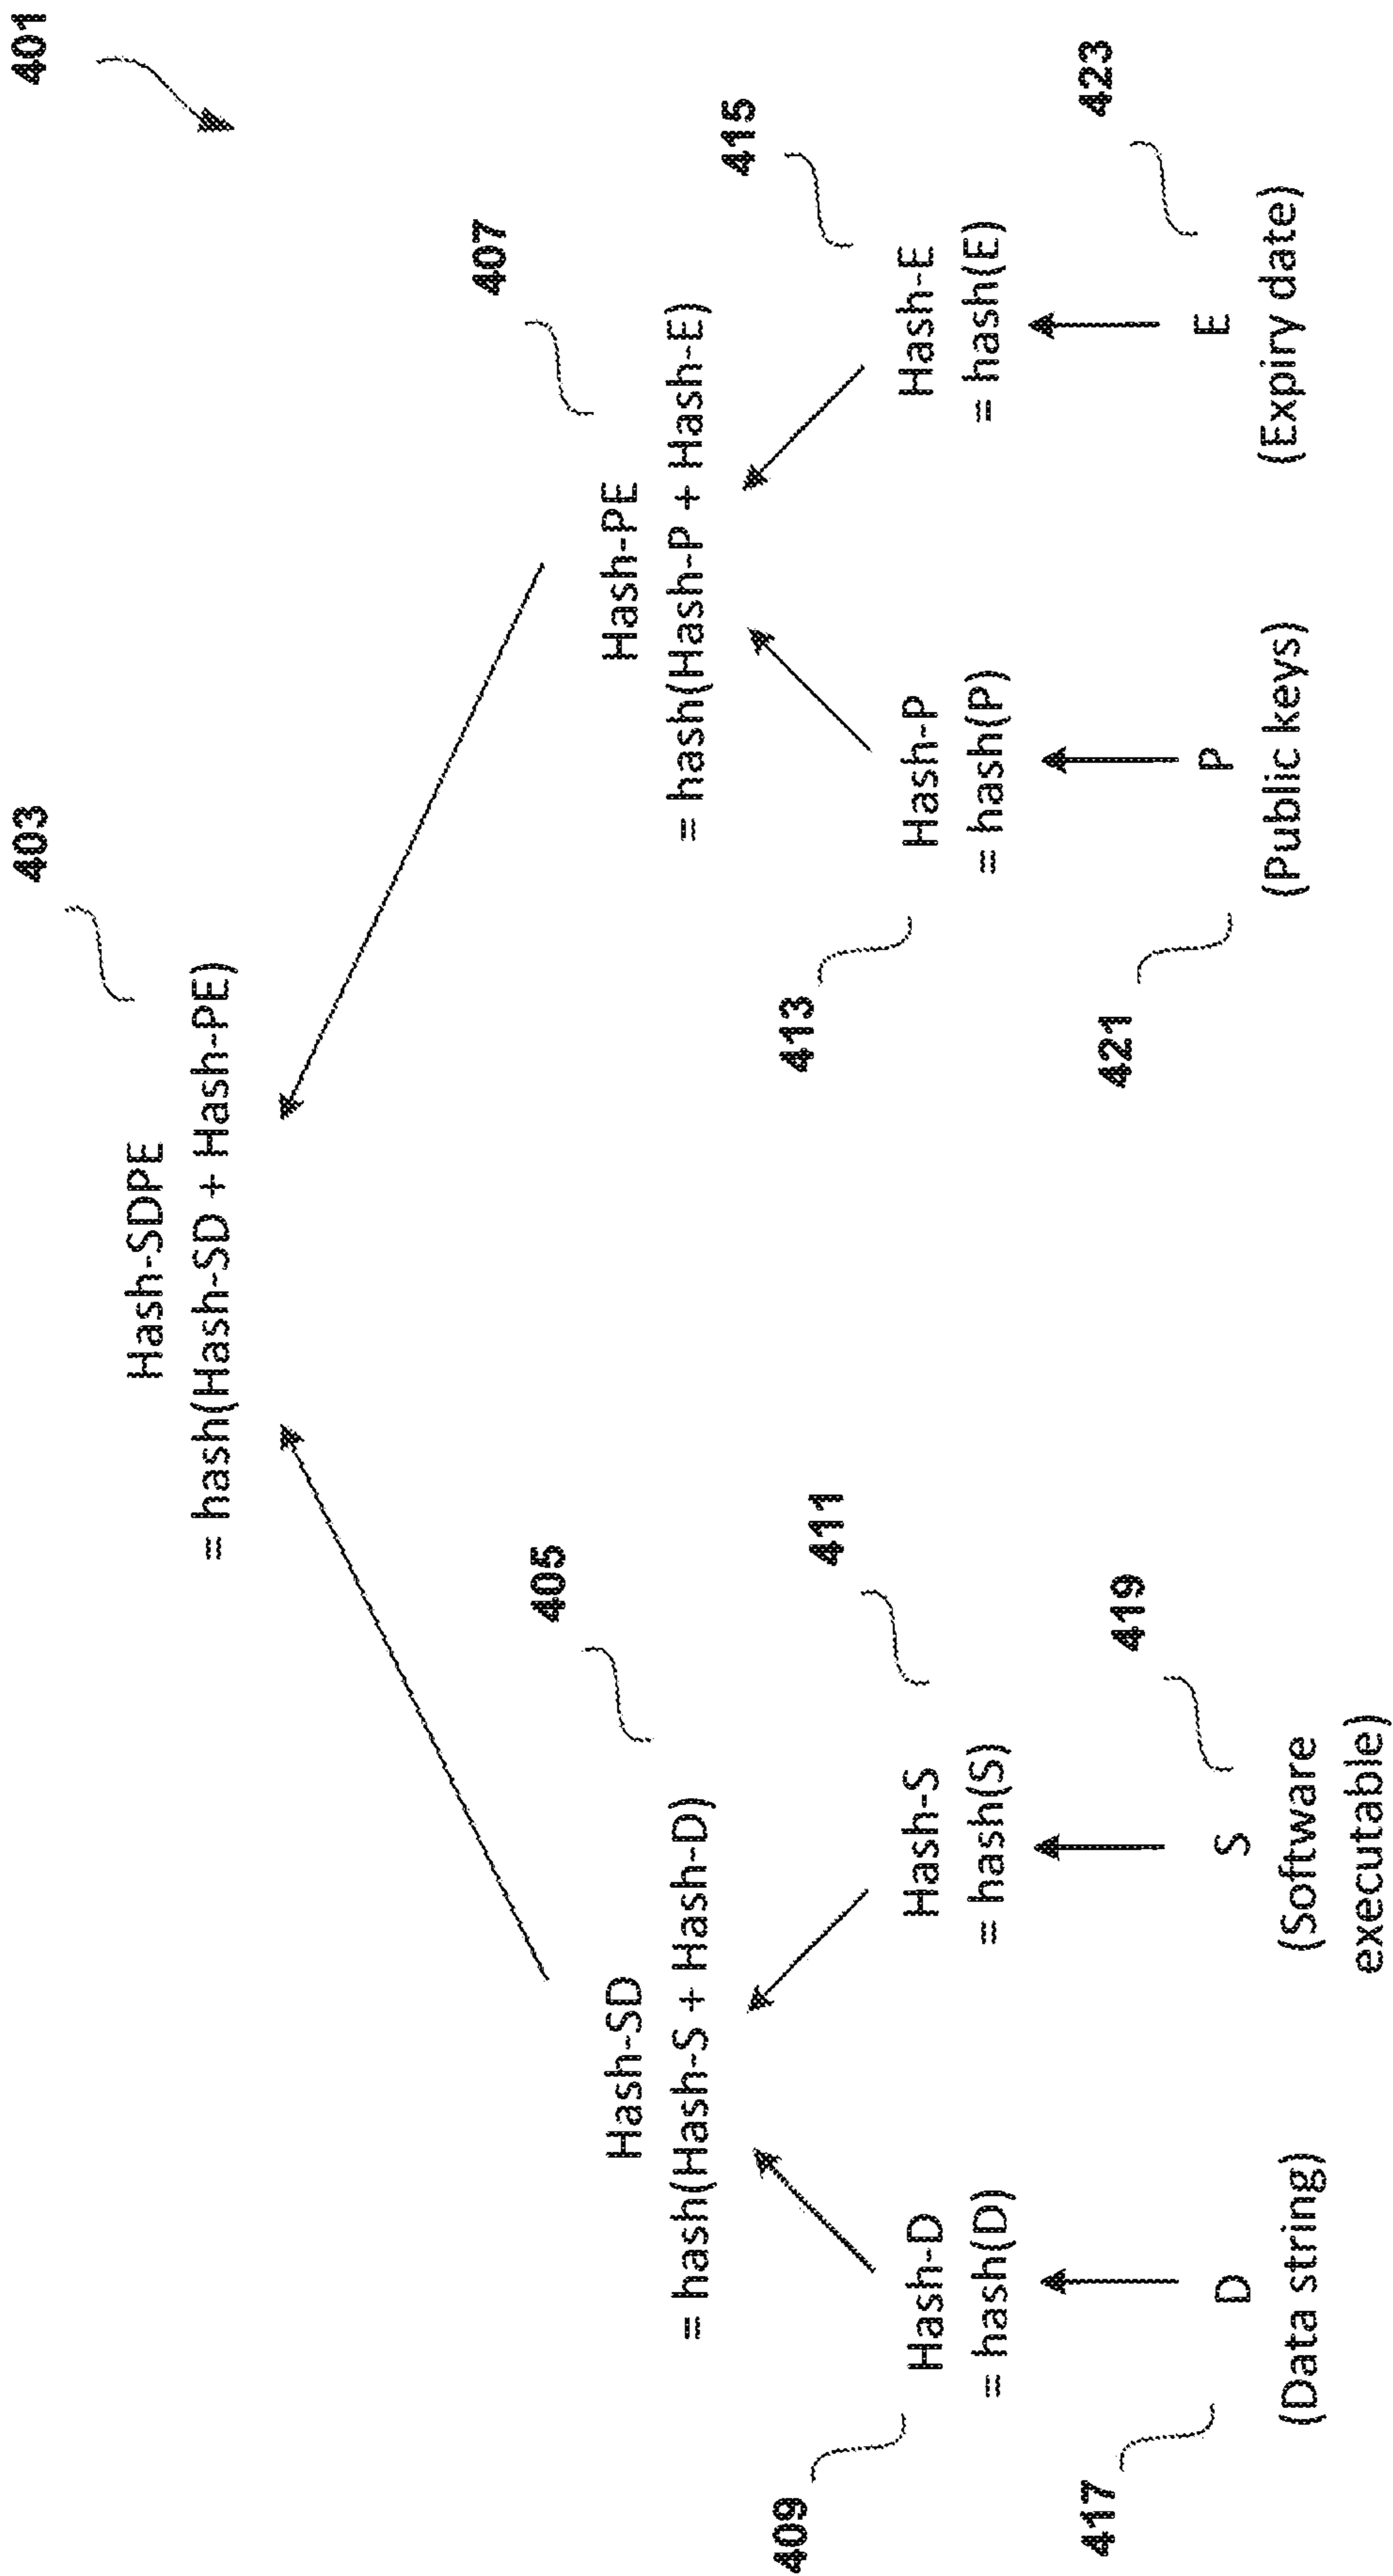 401
403
Hash-SDPE
= hash(Hash-SD + Hash-PE)
405
407
Hash-SD
= hash(Hash-S + Hash-D)
Hash-PE
= hash(Hash-P + Hash-E)
409
Hash-D
= hash(D)
411
Hash-S
= hash(S)
413
Hash-P
= hash(P)
415
Hash-E
= hash(E)
417
D
(Data string)
419
S
(Software
executable)
421
P
(Public keys)
423
E
(Expiry date)